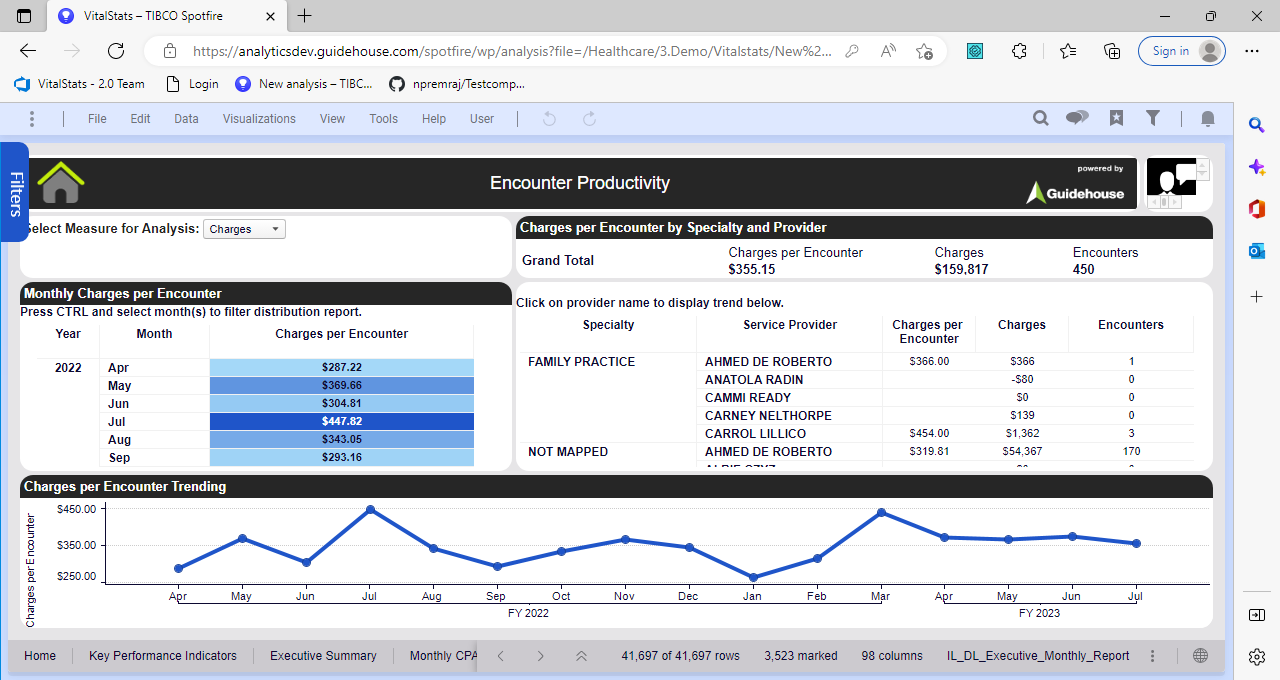 VitalStats – TIBCO Spotfire
https://analyticsdev.guidehouse.com/spotfire/wp/analysis?file=/Healthcare/3.Demo/Vitalstats/New%2...
Sign in
VitalStats - 2.0 Team
Login
New analysis – TIBC...
npremraj/Testcomp...
File Edit Data Visualizations View Tools Help User
Filters
Encounter Productivity
powered by
Guidehouse
Select Measure for Analysis: Charges
Charges per Encounter by Specialty and Provider
Grand Total
Charges per Encounter Charges Encounters
$355.15 $159,817 450
Monthly Charges per Encounter
Press CTRL and select month(s) to filter distribution report.
Year Month Charges per Encounter
2022 Apr $287.22
May $369.66
Jun $304.81
Jul $447.82
Aug $343.05
Sep $293.16
Click on provider name to display trend below.
Specialty Service Provider Charges per Encounter Charges Encounters
FAMILY PRACTICE AHMED DE ROBERTO $366.00 $366 1
ANATOLA RADIN -$80 0
CAMMI READY $0 0
CARNEY NELTHORPE $139 0
CARROL LILLICO $454.00 $1,362 3
NOT MAPPED AHMED DE ROBERTO $319.81 $54,367 170
Charges per Encounter Trending
Charges per Encounter
$450.00
$350.00
$250.00
Apr May Jun Jul Aug Sep Oct Nov Dec Jan Feb Mar Apr May Jun Jul
FY 2022 FY 2023
Home Key Performance Indicators Executive Summary Monthly CPA
41,697 of 41,697 rows 3,523 marked 98 columns IL_DL_Executive_Monthly_Report